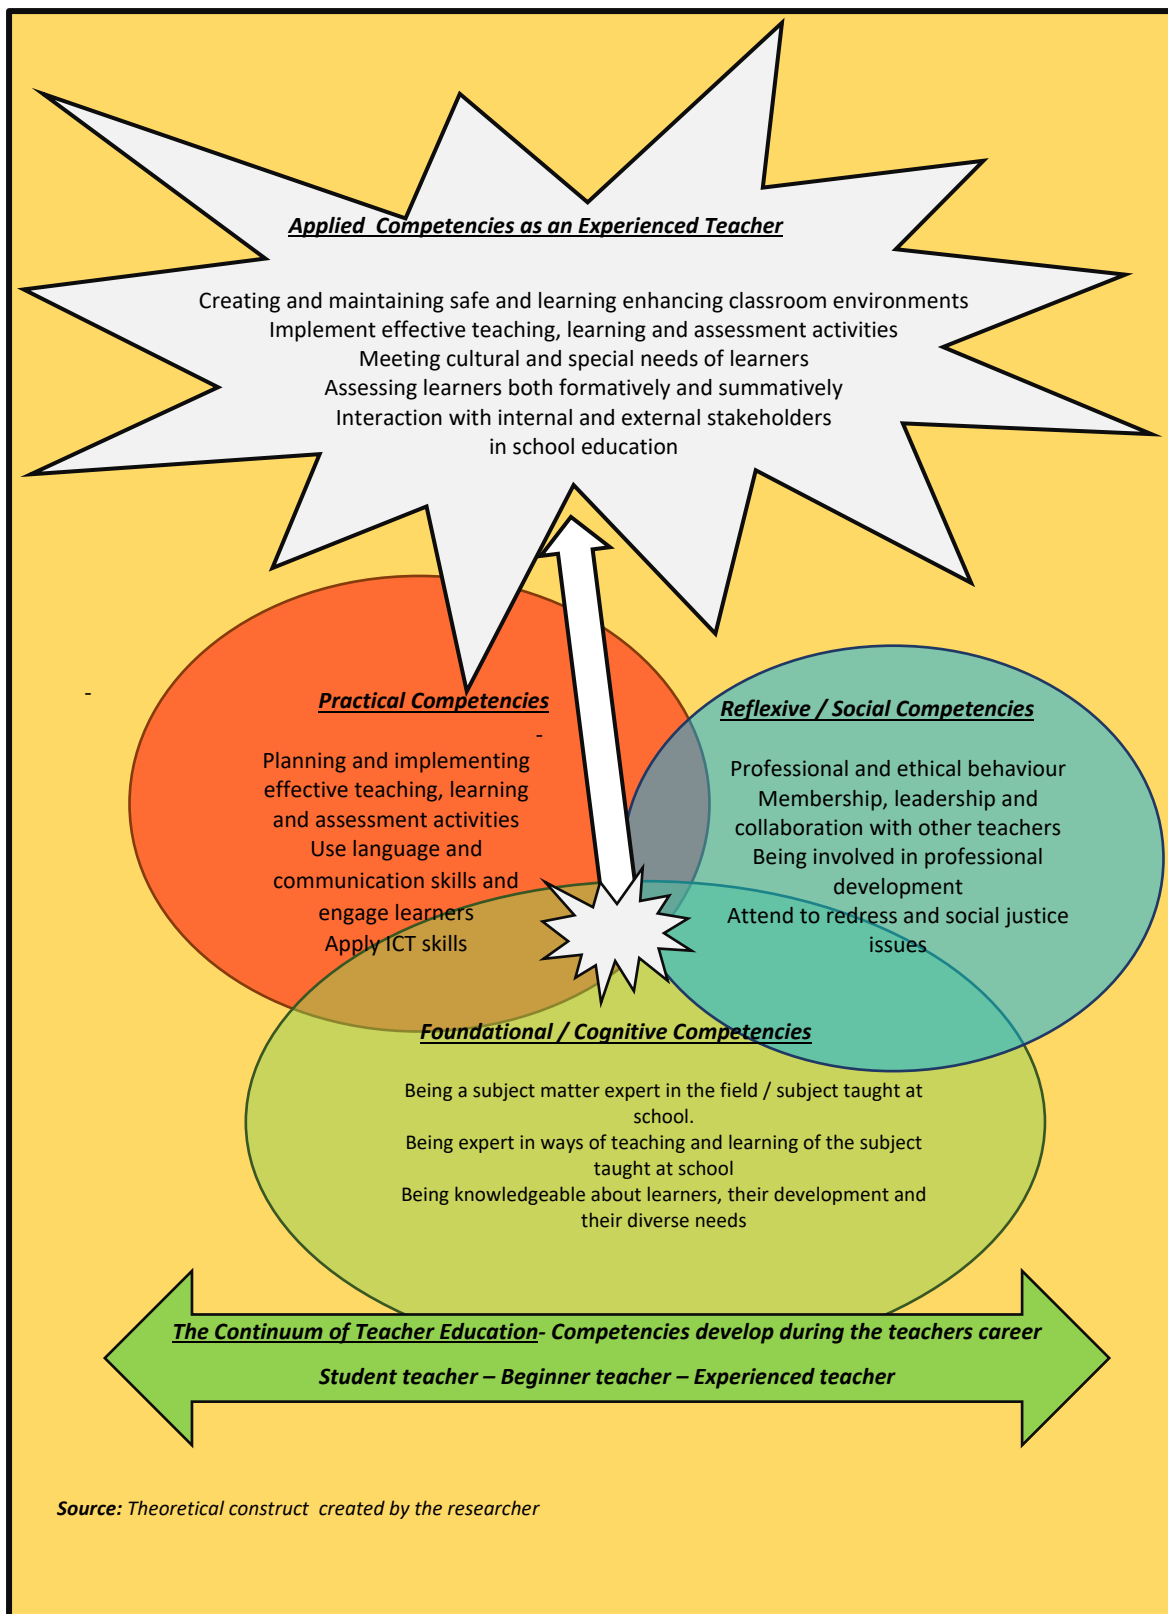 Applied  Competencies as an Experienced Teacher
Creating and maintaining safe and learning enhancing classroom environments
Implement effective teaching, learning and assessment activities
Meeting cultural and special needs of learners
Assessing learners both formatively and summatively
Interaction with internal and external stakeholders
in school education
-
Practical Competencies
-
Planning and implementing
effective teaching, learning
and assessment activities
Use language and
communication skills and
engage learners
Apply ICT skills
Reflexive / Social Competencies
Professional and ethical behaviour
Membership, leadership and
collaboration with other teachers
Being involved in professional
development
Attend to redress and social justice
issues
Foundational / Cognitive Competencies
Being a subject matter expert in the field / subject taught at
school.
Being expert in ways of teaching and learning of the subject
taught at school
Being knowledgeable about learners, their development and
their diverse needs
The Continuum of Teacher Education- Competencies develop during the teachers career
Student teacher – Beginner teacher – Experienced teacher
Source: Theoretical construct  created by the researcher